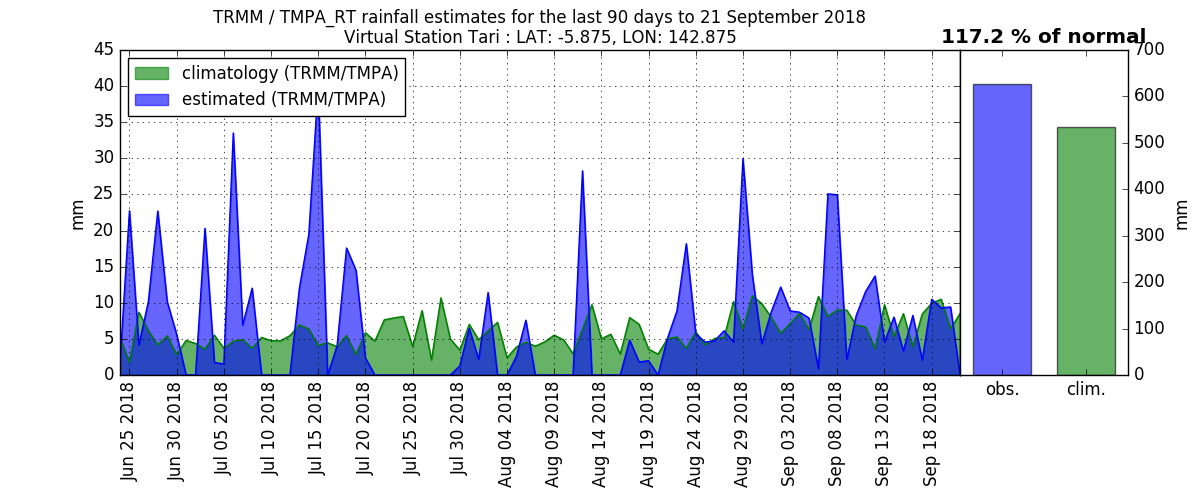 TRMM / TMPA_RT rainfall estimates for the last 90 days to 21 September 2018
Virtual Station Tari : LAT: -5.875, LON: 142.875
117.2 % of normal
climatology (TRMM/TMPA)
estimated (TRMM/TMPA)
mm
45
40
35
30
25
20
15
10
5
0
Jun 25 2018
Jun 30 2018
Jul 05 2018
Jul 10 2018
Jul 15 2018
Jul 20 2018
Jul 25 2018
Jul 30 2018
Aug 04 2018
Aug 09 2018
Aug 14 2018
Aug 19 2018
Aug 24 2018
Aug 29 2018
Sep 03 2018
Sep 08 2018
Sep 13 2018
Sep 18 2018
700
600
500
400
300
200
100
0
mm
obs.
clim.